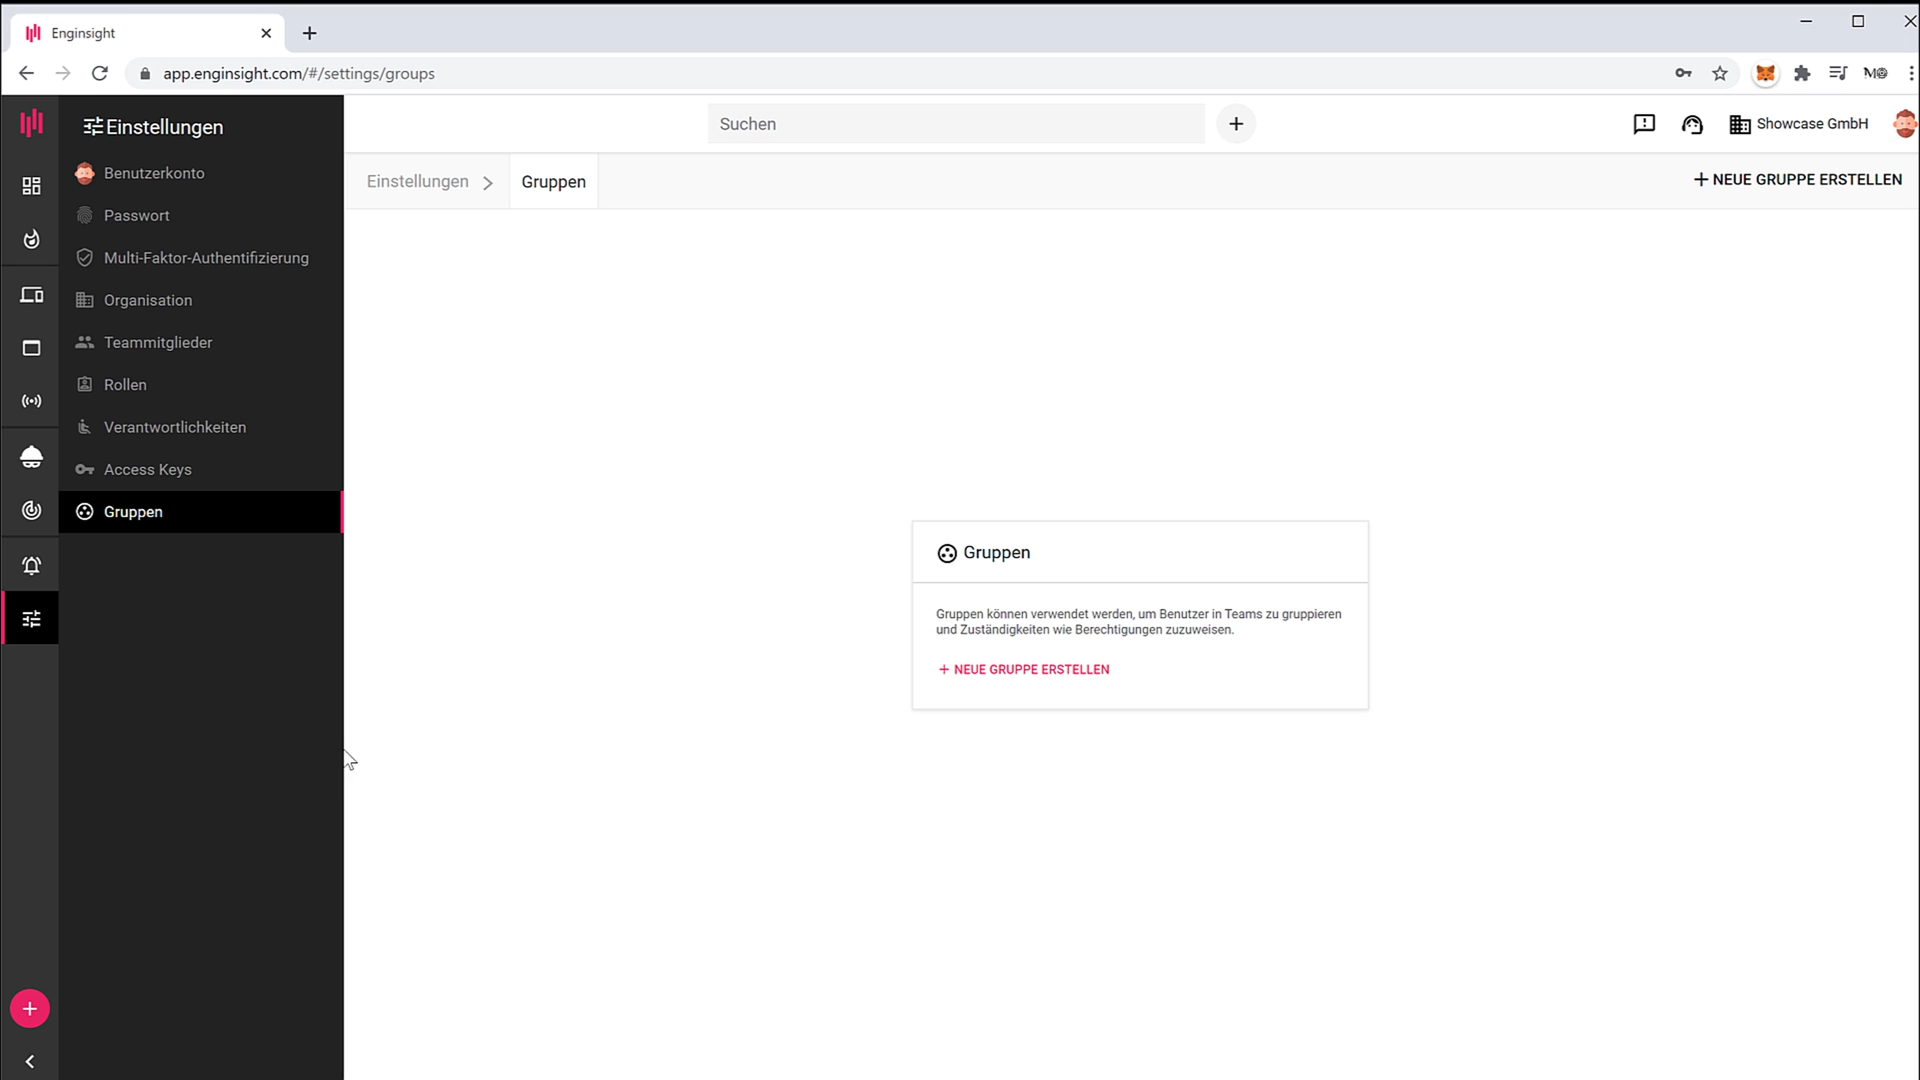 Enginsight
app.enginsight.com/#/settings/groups
Einstellungen
Suchen
Showcase GmbH
Benutzerkonto
Einstellungen
Gruppen
NEUE GRUPPE ERSTELLEN
Passwort
Multi-Faktor-Authentifizierung
Organisation
Teammitglieder
Rollen
Verantwortlichkeiten
Access Keys
Gruppen
Gruppen
Gruppen können verwendet werden, um Benutzer in Teams zu gruppieren
und Zuständigkeiten wie Berechtigungen zuzuweisen.
+ NEUE GRUPPE ERSTELLEN